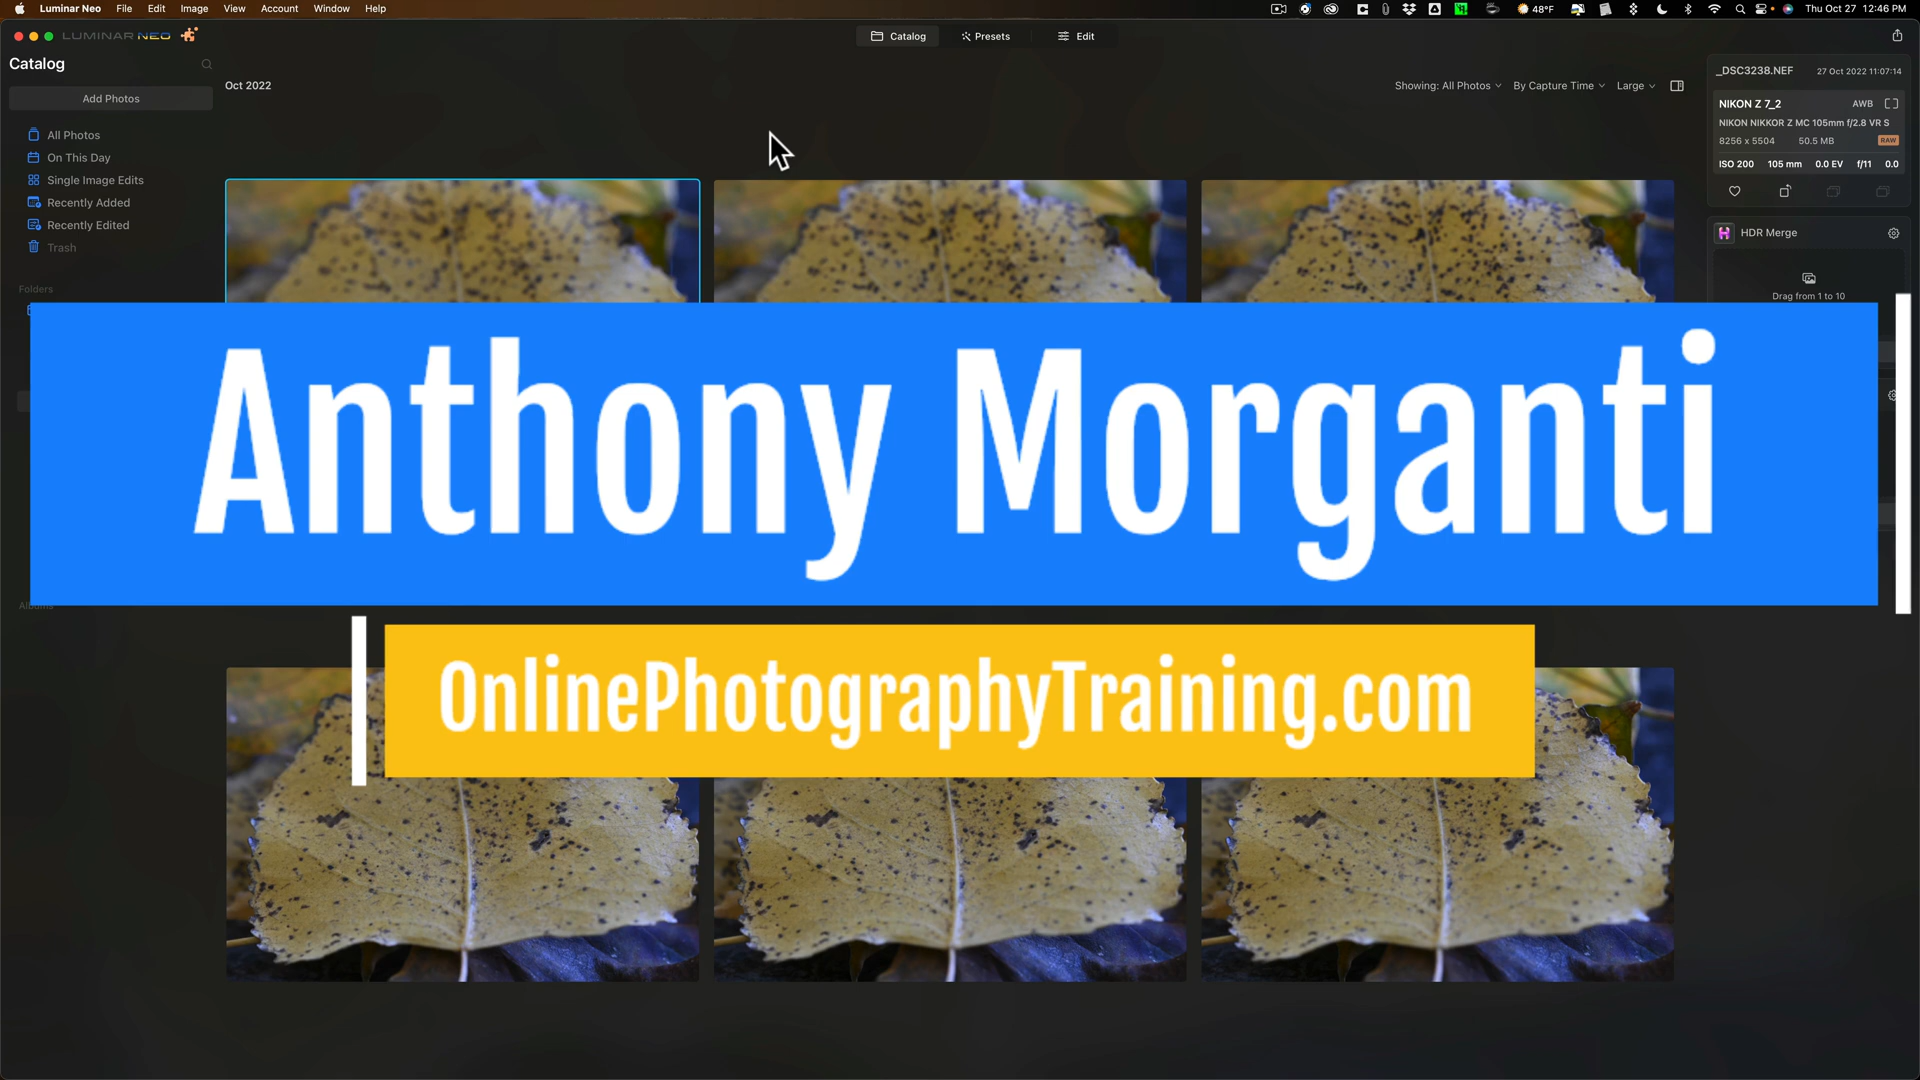 Luminar Neo File Edit Image View Account Window Help
48°F
Thu Oct 27 12:46 PM
LUMINAR NEO
Catalog Presets Edit
Catalog
Add Photos
All Photos
On This Day
Single Image Edits
Recently Added
Recently Edited
Trash
Folders
Albums
Oct 2022
Showing: All Photos By Capture Time Large
_DSC3238.NEF 27 Oct 2022 11:07:14
NIKON Z 7_2 AWB
NIKON NIKKOR Z MC 105mm f/2.8 VR S
8256 x 5504 50.5 MB RAW
ISO 200 105 mm 0.0 EV f/11 0.0
HDR Merge
Drag from 1 to 10
Anthony Morganti
OnlinePhotographyTraining.com